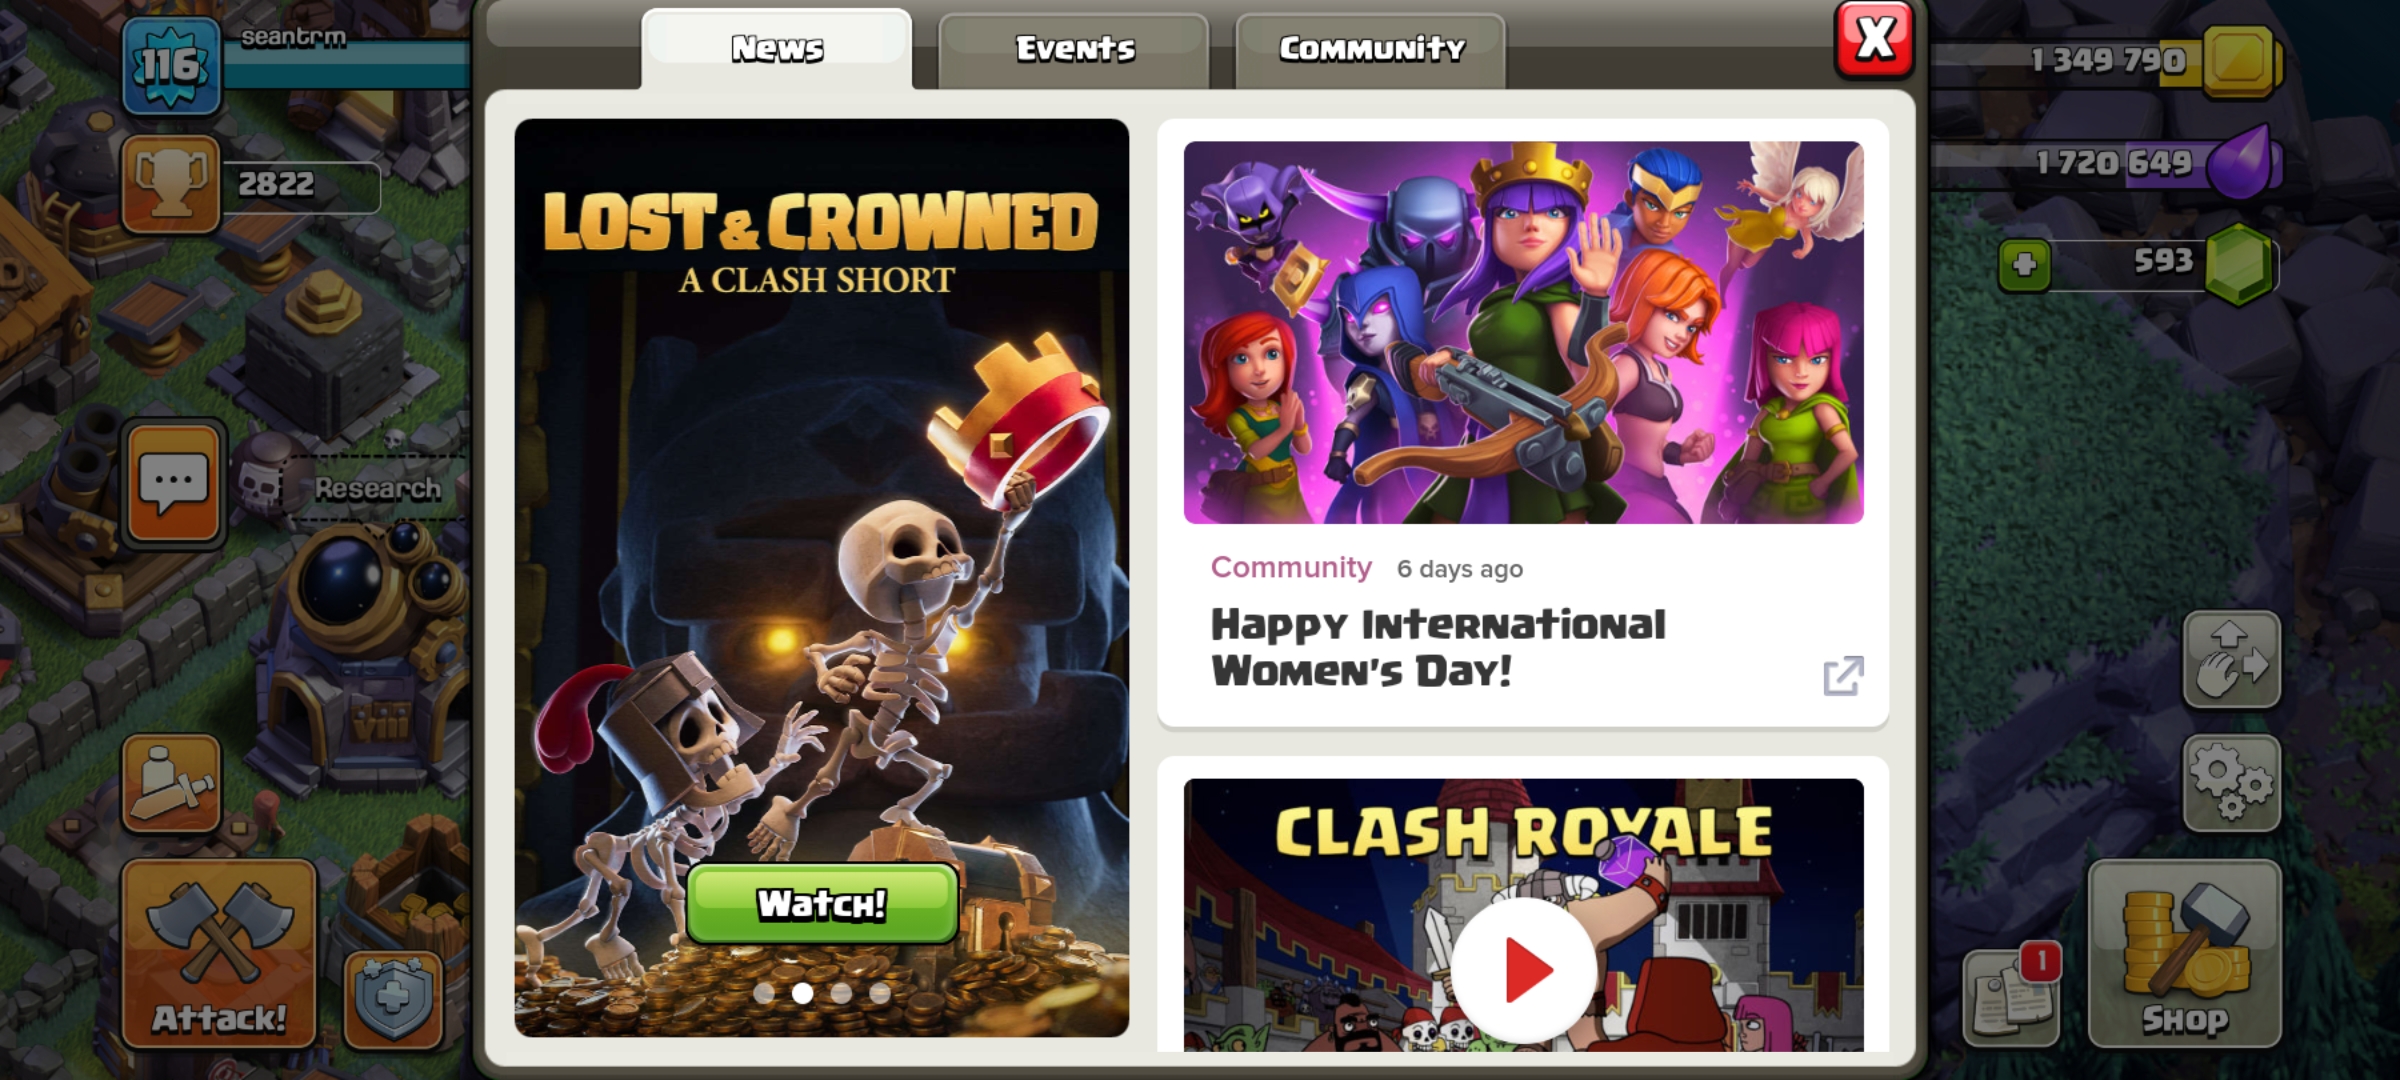 116
seantrm
2822
Research
VIII
Attack!
News
Events
Community
X
LOST & CROWNED
A CLASH SHORT
Watch!
Community 6 days ago
Happy International
Women's Day!
CLASH ROYALE
1 349 790
1 720 649
593
1
Shop